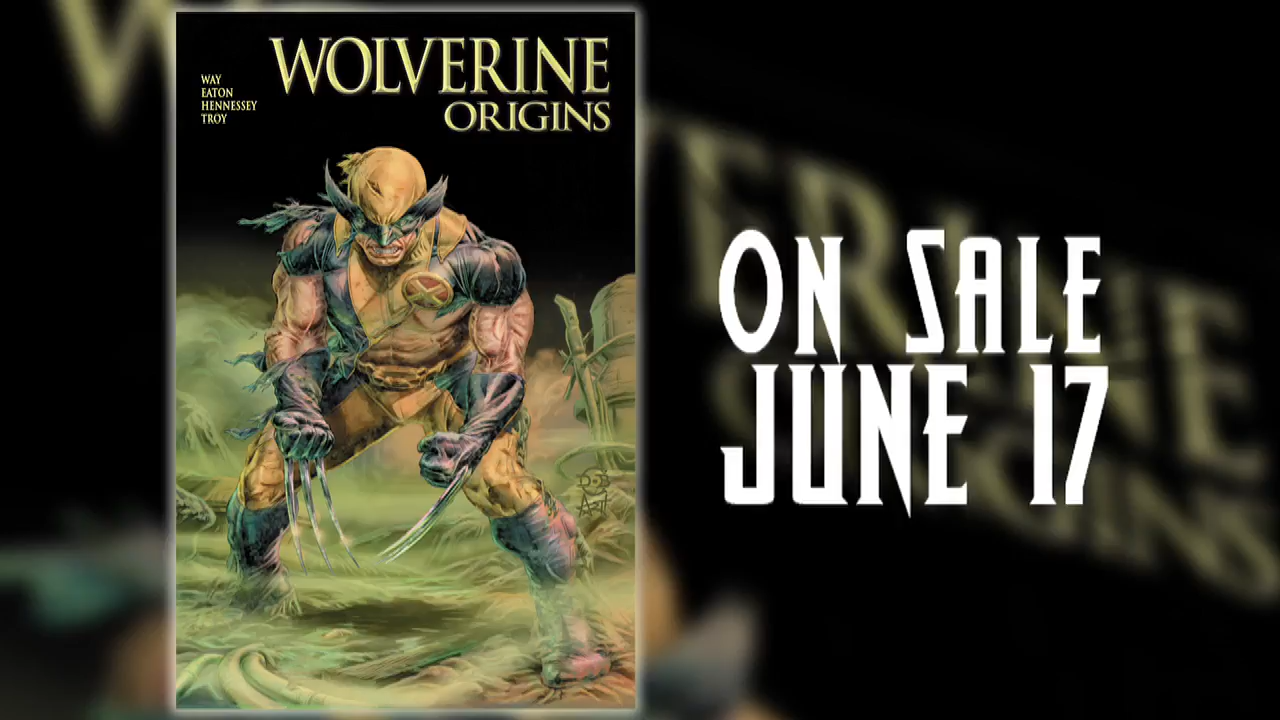 WOLVERINE
ORIGINS
WAY
EATON
HENNESSEY
TROY
ON SALE
JUNE 17